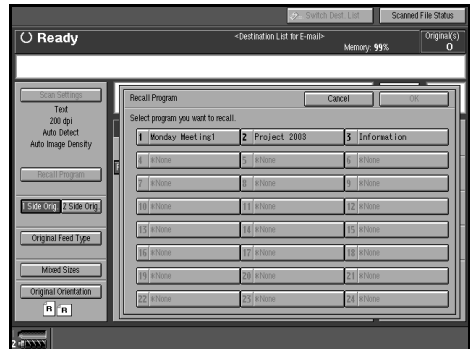 Switch Dest. List Scanned File Status
Ready <Destination List for E-mail> Memory: 99% Original(s) 0
Scan Settings
Text
200 dpi
Auto Detect
Auto Image Density
Recall Program
1 Side Orig 2 Side Orig
Original Feed Type
Mixed Sizes
Original Orientation
R R
Recall Program Cancel OK
Select program you want to recall.
1 Monday Meeting1 2 Project 2003 3 Information
4 *None 5 *None 6 *None
7 *None 8 *None 9 *None
10 *None 11 *None 12 *None
13 *None 14 *None 15 *None
16 *None 17 *None 18 *None
19 *None 20 *None 21 *None
22 *None 23 *None 24 *None
2